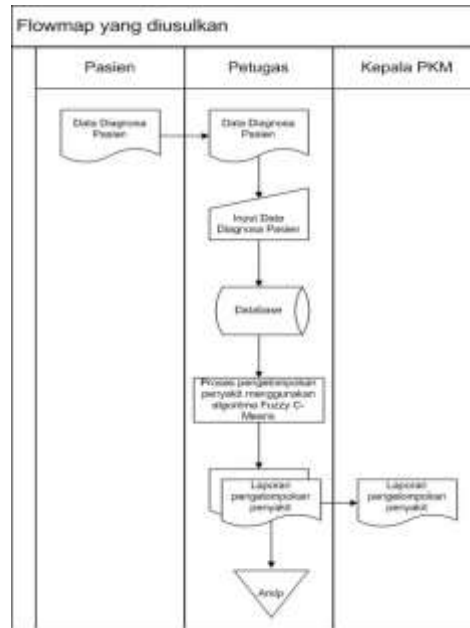 Flowmap yang diusulkan
Pasien
Petugas
Kepala PKM
Data Diagnosa
Pasien
Data Diagnosa
Pasien
Input Data
Diagnosa Pasien
Database
Proses pengelompokan
penyakit menggunakan
algoritma Fuzzy C-
Means
Laporan
pengelompokan
penyakit
Laporan
pengelompokan
penyakit
Arsip